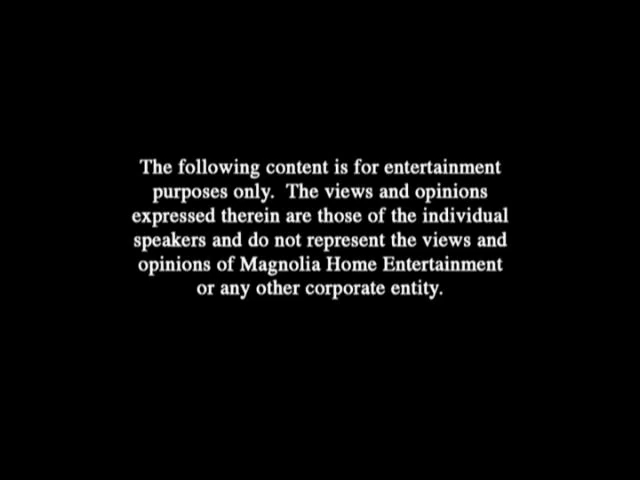 The following content is for entertainment
purposes only.  The views and opinions
expressed therein are those of the individual
speakers and do not represent the views and
opinions of Magnolia Home Entertainment
or any other corporate entity.